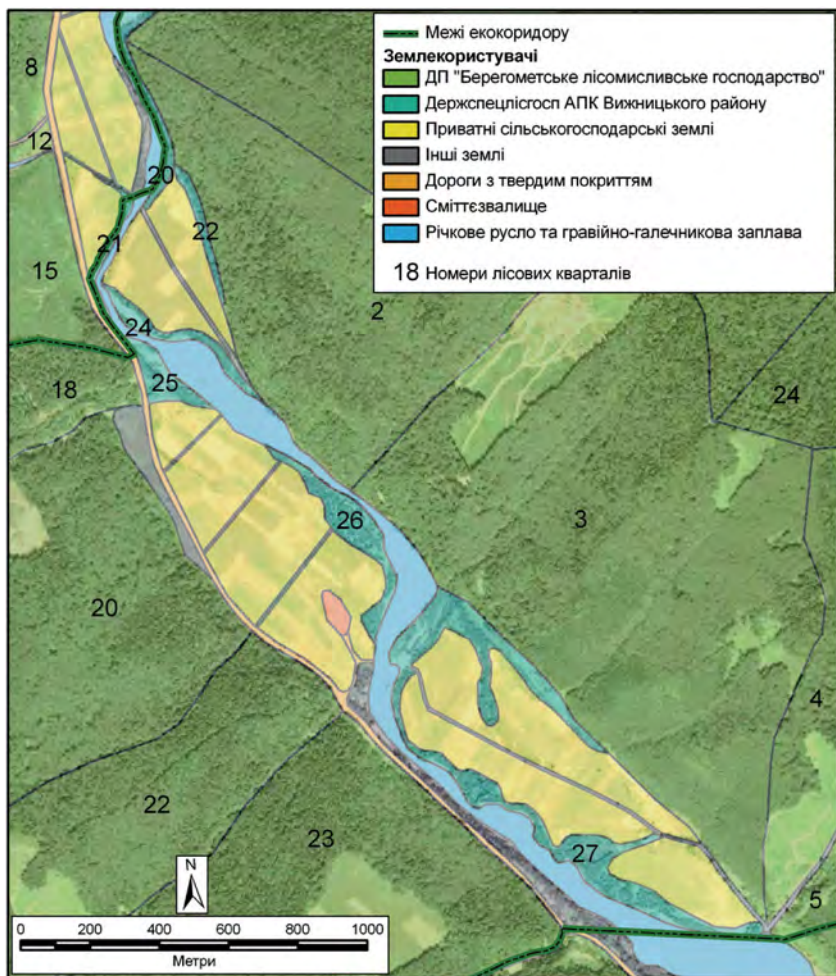 Межі екокоридору
Землекористувачі
ДП "Берегометське лісомисливське господарство"
Держспецлісгосп АПК Вижницького району
Приватні сільськогосподарські землі
Інші землі
Дороги з твердим покриттям
Сміттєзвалище
Річкове русло та гравійно-галечникова заплава
18 Номери лісових кварталів
8
12
20
22
21
15
2
24
25
18
24
26
3
20
4
22
23
27
5
N
0 200 400 600 800 1000
Метри